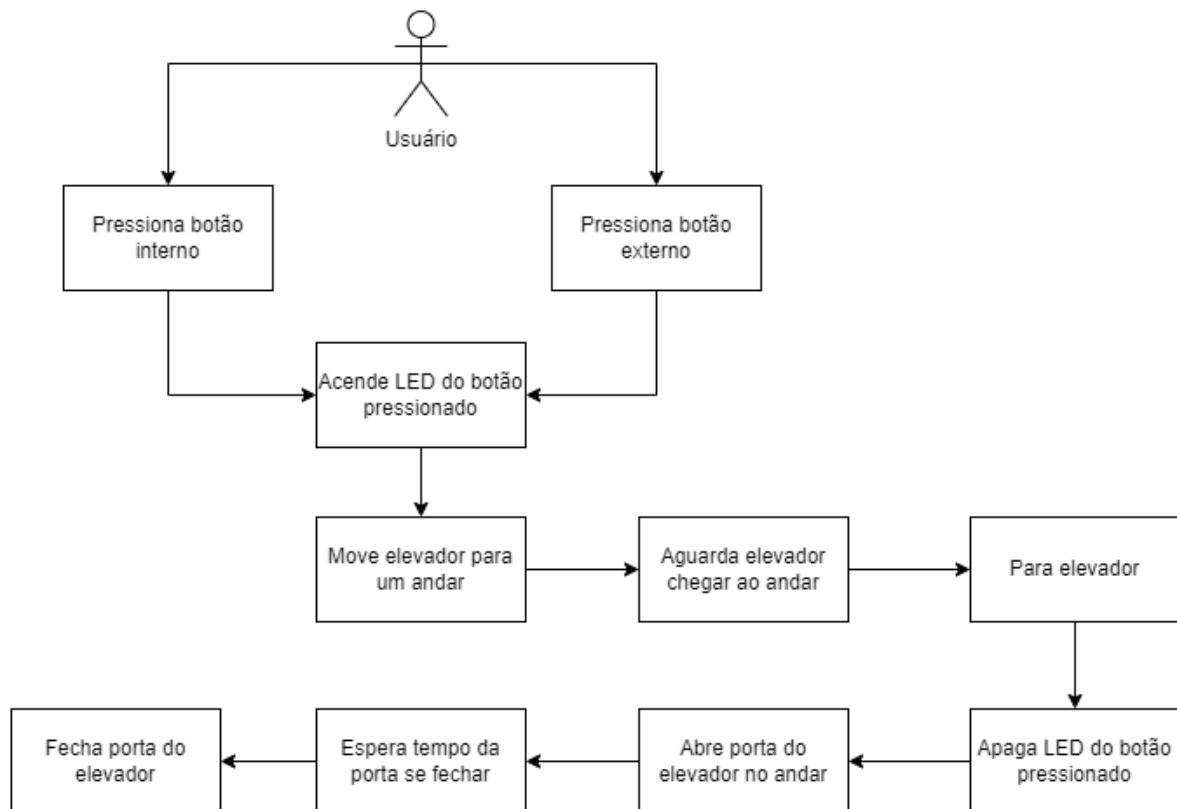 Usuário
Pressiona botão
interno
Pressiona botão
externo
Acende LED do botão
pressionado
Move elevador para
um andar
Aguarda elevador
chegar ao andar
Para elevador
Apaga LED do botão
pressionado
Abre porta do
elevador no andar
Espera tempo da
porta se fechar
Fecha porta do
elevador